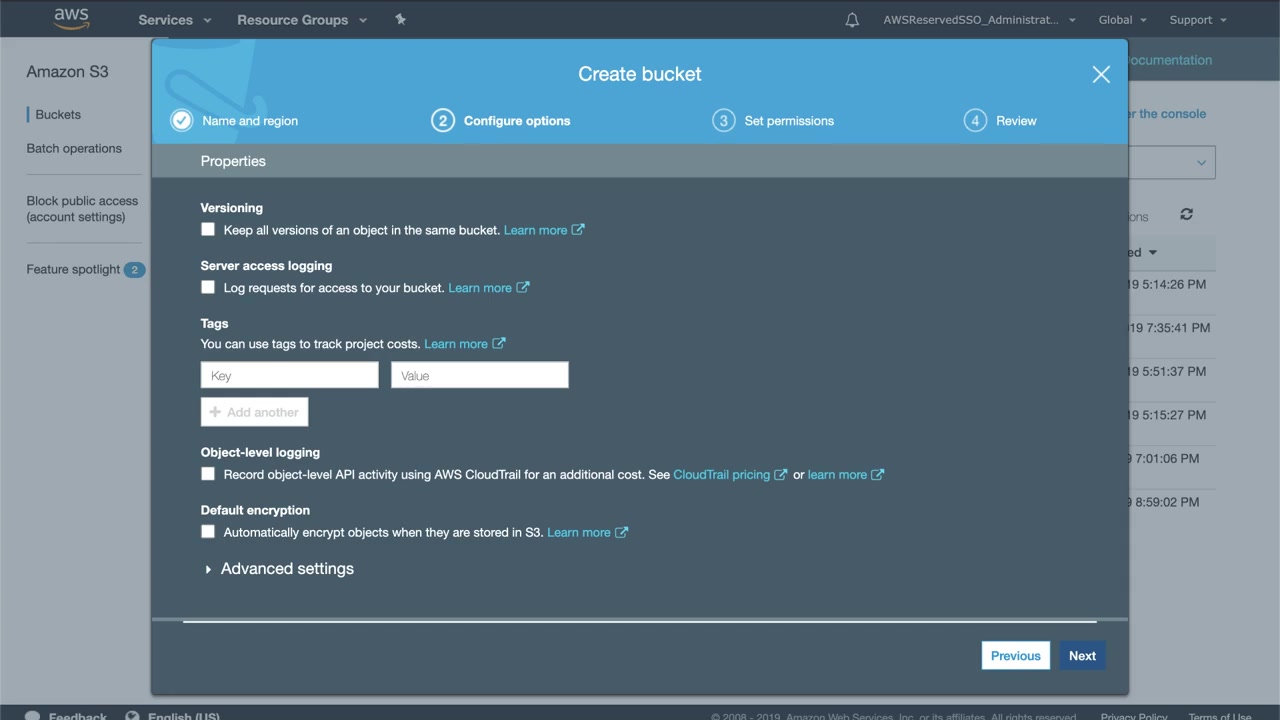 aws Services Resource Groups AWSReservedSSO_Administrat... Global Support
Amazon S3
Buckets
Batch operations
Block public access
(account settings)
Feature spotlight 2
Create bucket
Name and region 2 Configure options 3 Set permissions 4 Review
Properties
Versioning
Keep all versions of an object in the same bucket. Learn more
Server access logging
Log requests for access to your bucket. Learn more
Tags
You can use tags to track project costs. Learn more
Key Value
+ Add another
Object-level logging
Record object-level API activity using AWS CloudTrail for an additional cost. See CloudTrail pricing or learn more
Default encryption
Automatically encrypt objects when they are stored in S3. Learn more
Advanced settings
Previous Next
ocumentation
er the console
ions
ed
19 5:14:26 PM
19 7:35:41 PM
19 5:51:37 PM
19 5:15:27 PM
9 7:01:06 PM
9 8:59:02 PM
Feedback English (US) © 2008 - 2019, Amazon Web Services, Inc. or its affiliates. All rights reserved. Privacy Policy Terms of Use